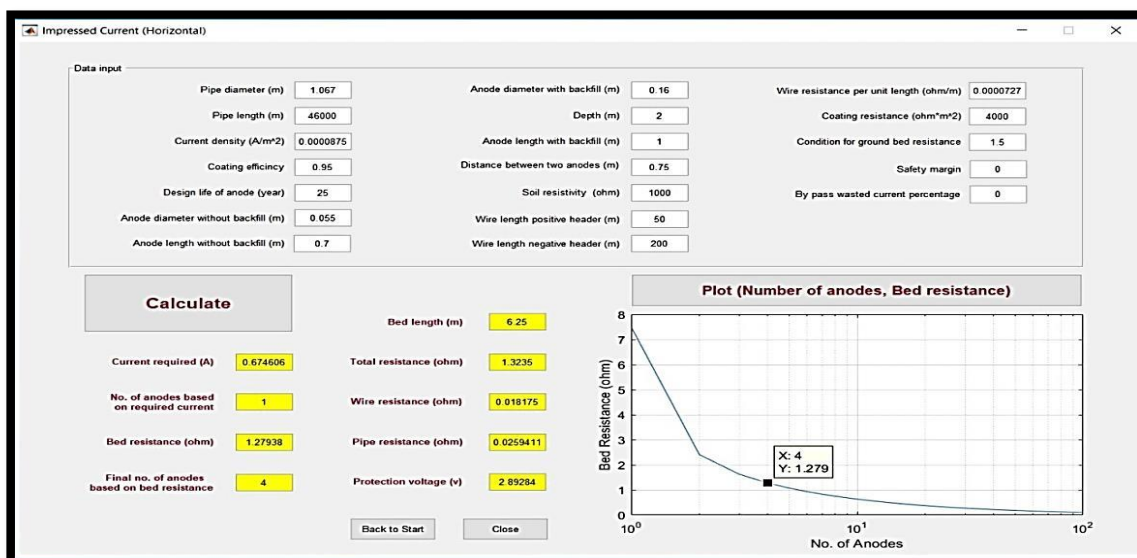 Impressed Current (Horizontal)
Data input
Pipe diameter (m) 1.067
Pipe length (m) 46000
Current density (A/m^2) 0.0000875
Coating efficincy 0.95
Design life of anode (year) 25
Anode diameter without backfill (m) 0.055
Anode length without backfill (m) 0.7
Anode diameter with backfill (m) 0.16
Depth (m) 2
Anode length with backfill (m) 1
Distance between two anodes (m) 0.75
Soil resistivity (ohm) 1000
Wire length positive header (m) 50
Wire length negative header (m) 200
Wire resistance per unit length (ohm/m) 0.0000727
Coating resistance (ohm*m^2) 4000
Condition for ground bed resistance 1.5
Safety margin 0
By pass wasted current percentage 0
Calculate
Current required (A) 0.674606
No. of anodes based
on required current 1
Bed resistance (ohm) 1.27938
Final no. of anodes
based on bed resistance 4
Bed length (m) 6.25
Total resistance (ohm) 1.3235
Wire resistance (ohm) 0.018175
Pipe resistance (ohm) 0.0259411
Protection voltage (v) 2.89284
Back to Start Close
Plot (Number of anodes, Bed resistance)
8
7
6
5
4
3
2
1
0
Bed Resistance (ohm)
X: 4
Y: 1.279
10^0 10^1 10^2
No. of Anodes